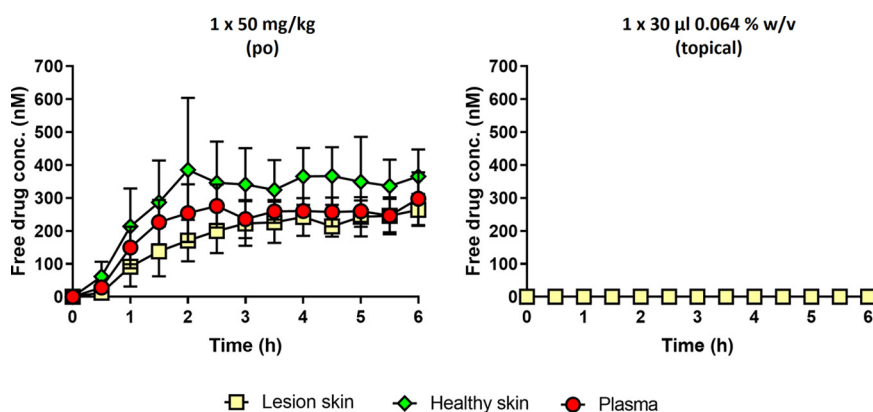 1 x 50 mg/kg
(po)
Free drug conc. (nM)
700
600
500
400
300
200
100
0
0 1 2 3 4 5 6
Time (h)
1 x 30 µl 0.064 % w/v
(topical)
Free drug conc. (nM)
700
600
500
400
300
200
100
0
0 1 2 3 4 5 6
Time (h)
Lesion skin Healthy skin Plasma